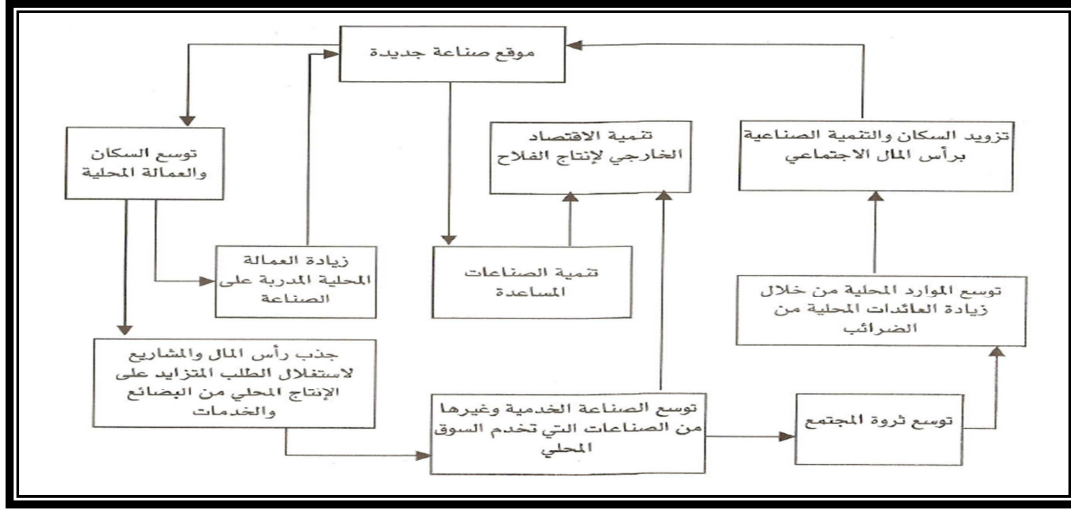 موقع صناعة جديدة
توسع السكان
والعمالة المحلية
تنمية الاقتصاد
الخارجي لإنتاج الفلاح
تزويد السكان والتنمية الصناعية
برأس المال الاجتماعي
زيادة العمالة
المحلية المدربة على
الصناعة
تنمية الصناعات
المساعدة
توسع الموارد المحلية من خلال
زيادة العائدات المحلية من
الضرائب
جذب رأس المال والمشاريع
لاستغلال الطلب المتزايد على
الإنتاج المحلي من البضائع
والخدمات
توسع الصناعة الخدمية وغيرها
من الصناعات التي تخدم السوق
المحلي
توسع ثروة المجتمع